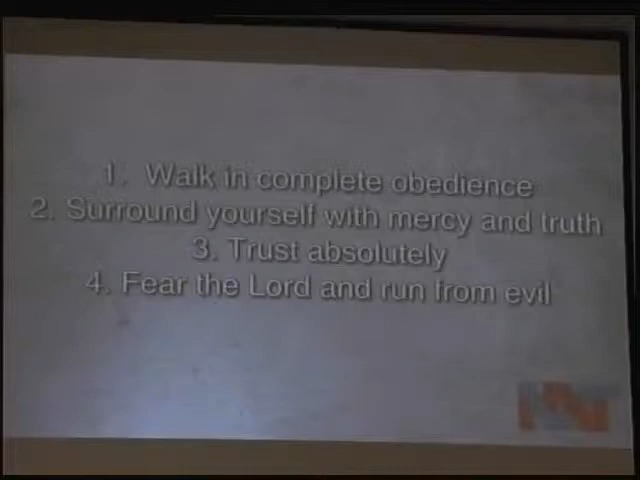 1. Walk in complete obedience
2. Surround yourself with mercy and truth
3. Trust absolutely
4. Fear the Lord and run from evil